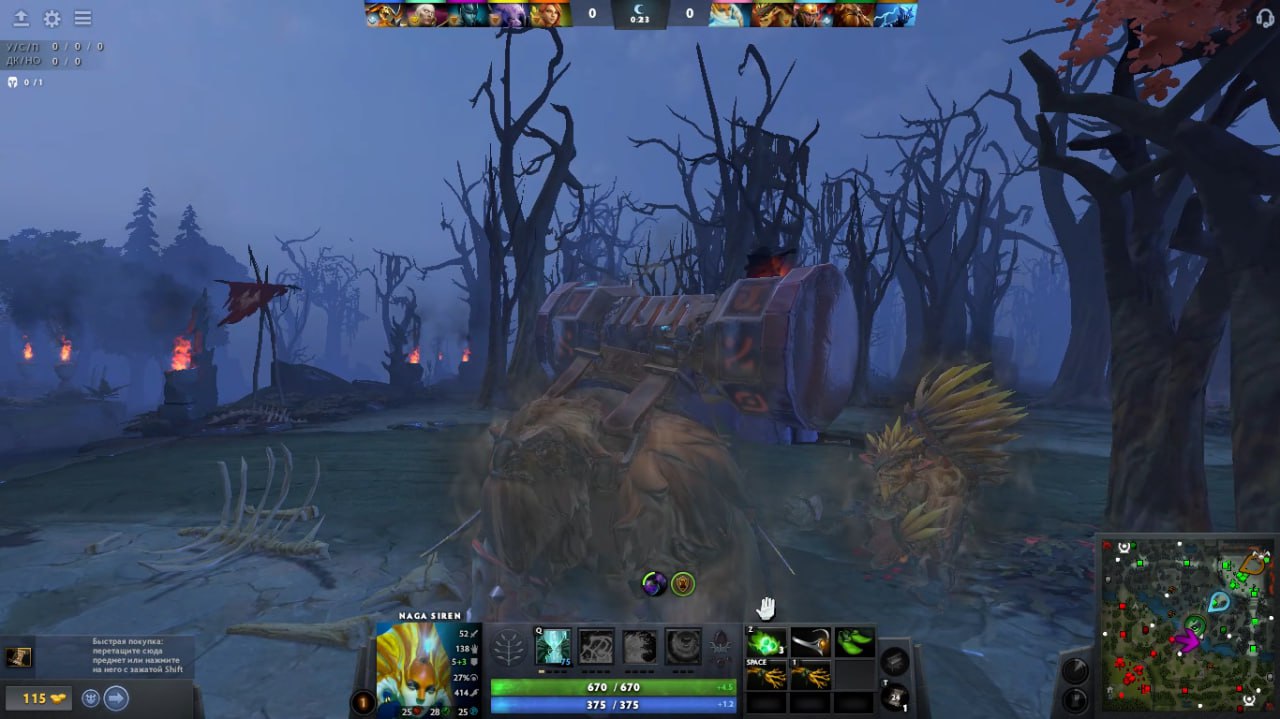 0
0:23
0
У/С/П 0 / 0 / 0
ДК/НО 0 / 0
0 /1
NAGA SIREN
52
138
5+3
27%
414
25
28
25
1
Q
75
670 / 670
+4.5
375 / 375
+1.2
Z
3
SPACE
1
T
24
1
Быстрая покупка:
перетащите сюда
предмет или нажмите
на него с зажатой Shift
115